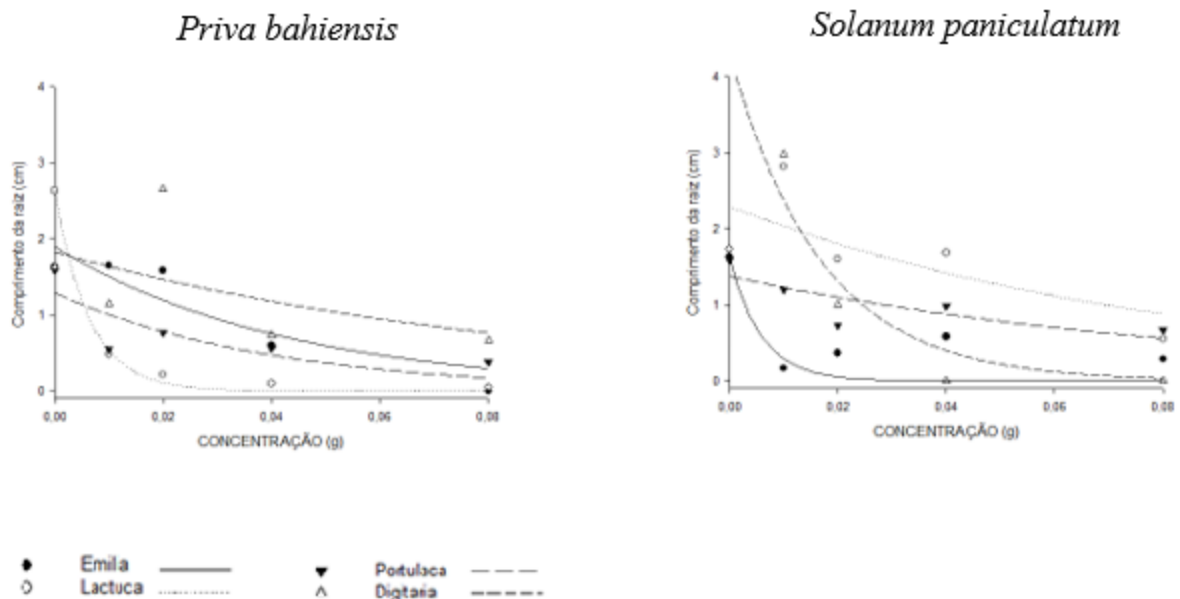 Priva bahiensis
Comprimento da raiz (cm)
4
3
2
1
0
0,00
0,02
0,04
0,06
0,08
CONCENTRAÇÃO (g)
Solanum paniculatum
Comprimento da raiz (cm)
4
3
2
1
0
0,00
0,02
0,04
0,06
0,08
CONCENTRAÇÃO (g)
Emilia
Lactuca
Portulaca
Digitaria